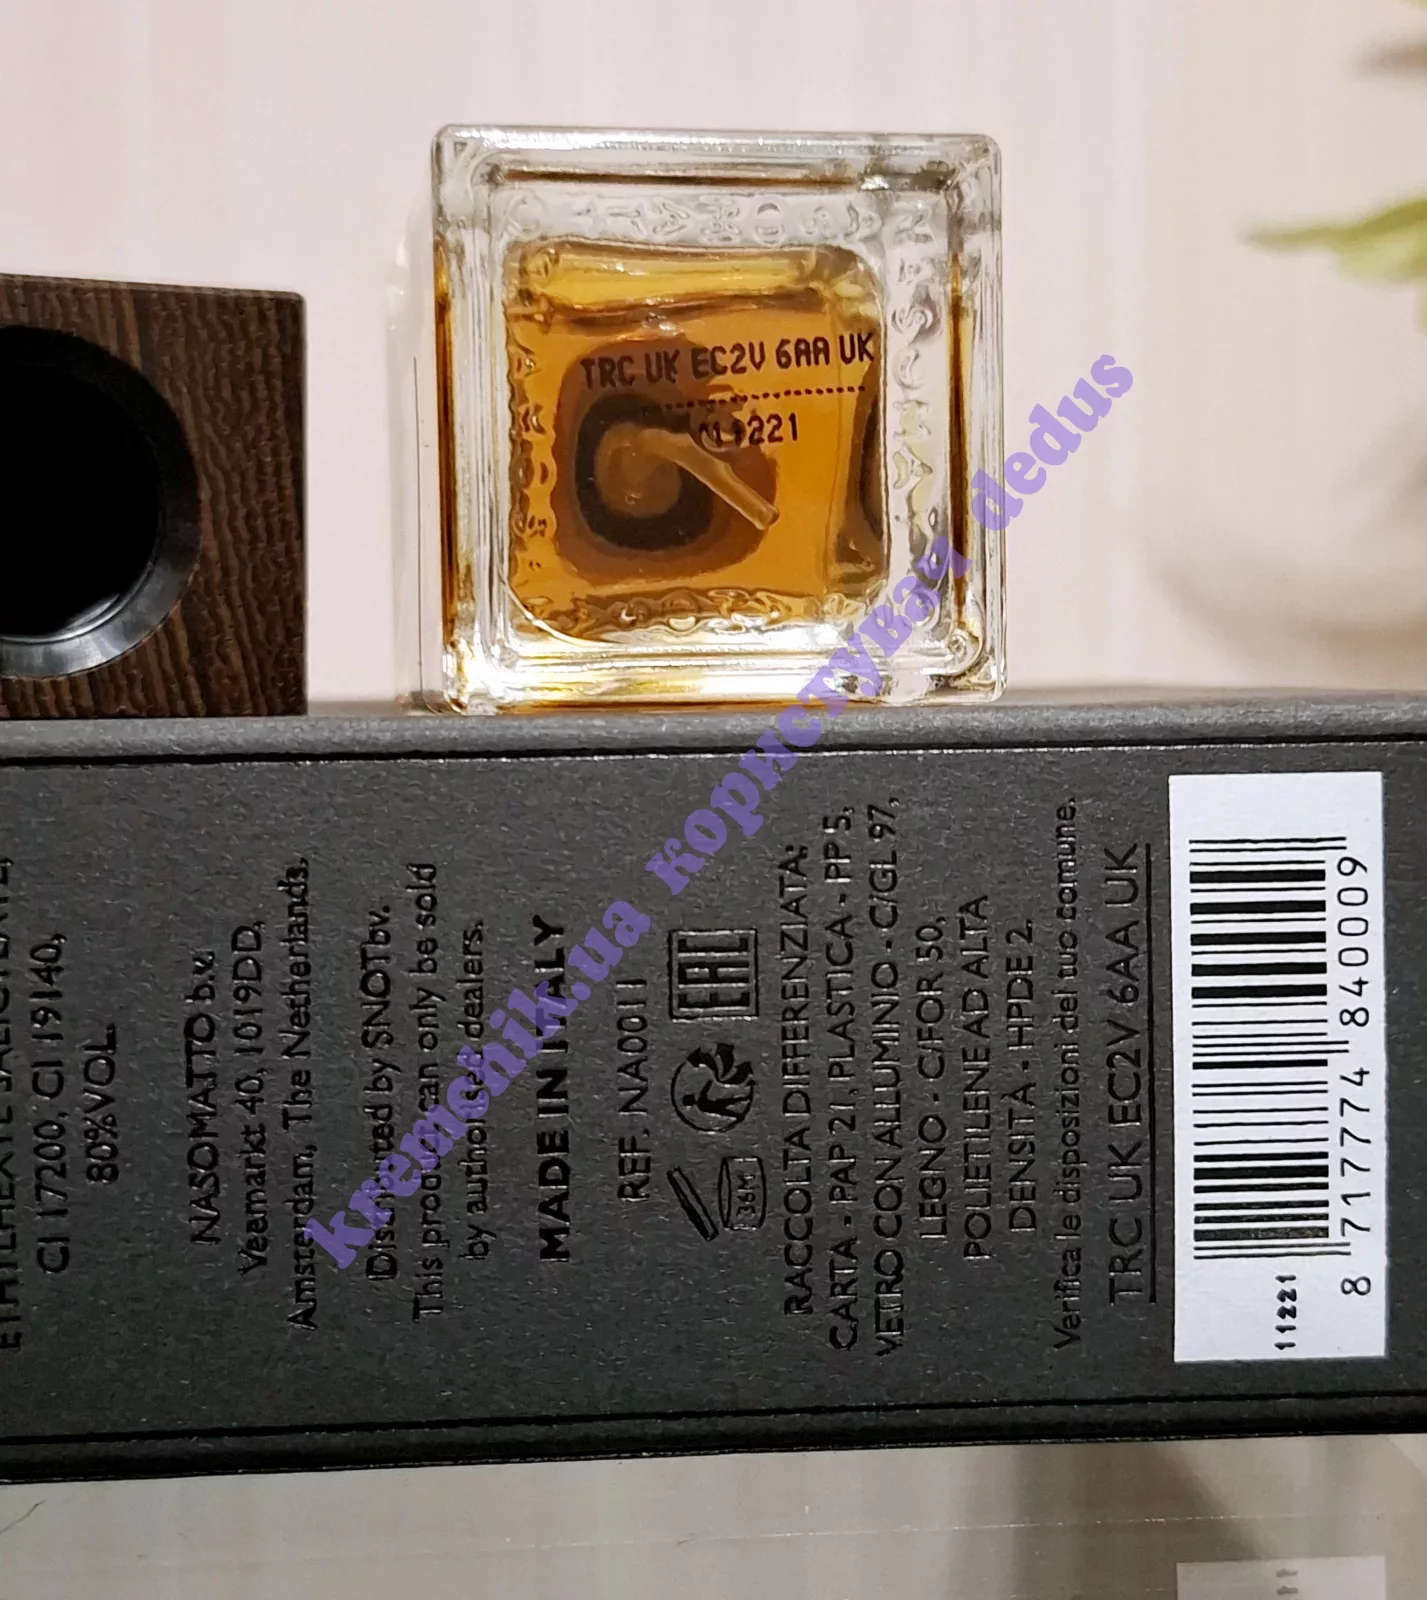 TRC UK EC2V 6AA UK
11221
NASUMA
CI 17200, CI 19140,
80%VOL.
NASOMATTO b.v.
Veemarkt 40, 1019DD,
Amsterdam, The Netherlands.
Distributed by SNOTbv.
This product can only be sold
by authorised dealers.
MADE IN ITALY
REF. NA0011
36M
EAC
RACCOLTA DIFFERENZIATA:
CARTA - PAP 21, PLASTICA - PP 5,
VETRO CON ALLUMINIO - C/GL 97,
LEGNO - C/FOR 50,
POLIETILENE AD ALTA
DENSITÀ - HPDE 2.
Verifica le disposizioni del tuo comune.
TRC UK EC2V 6AA UK
11221
8 717774 840009
kremchik.ua користувач dedus